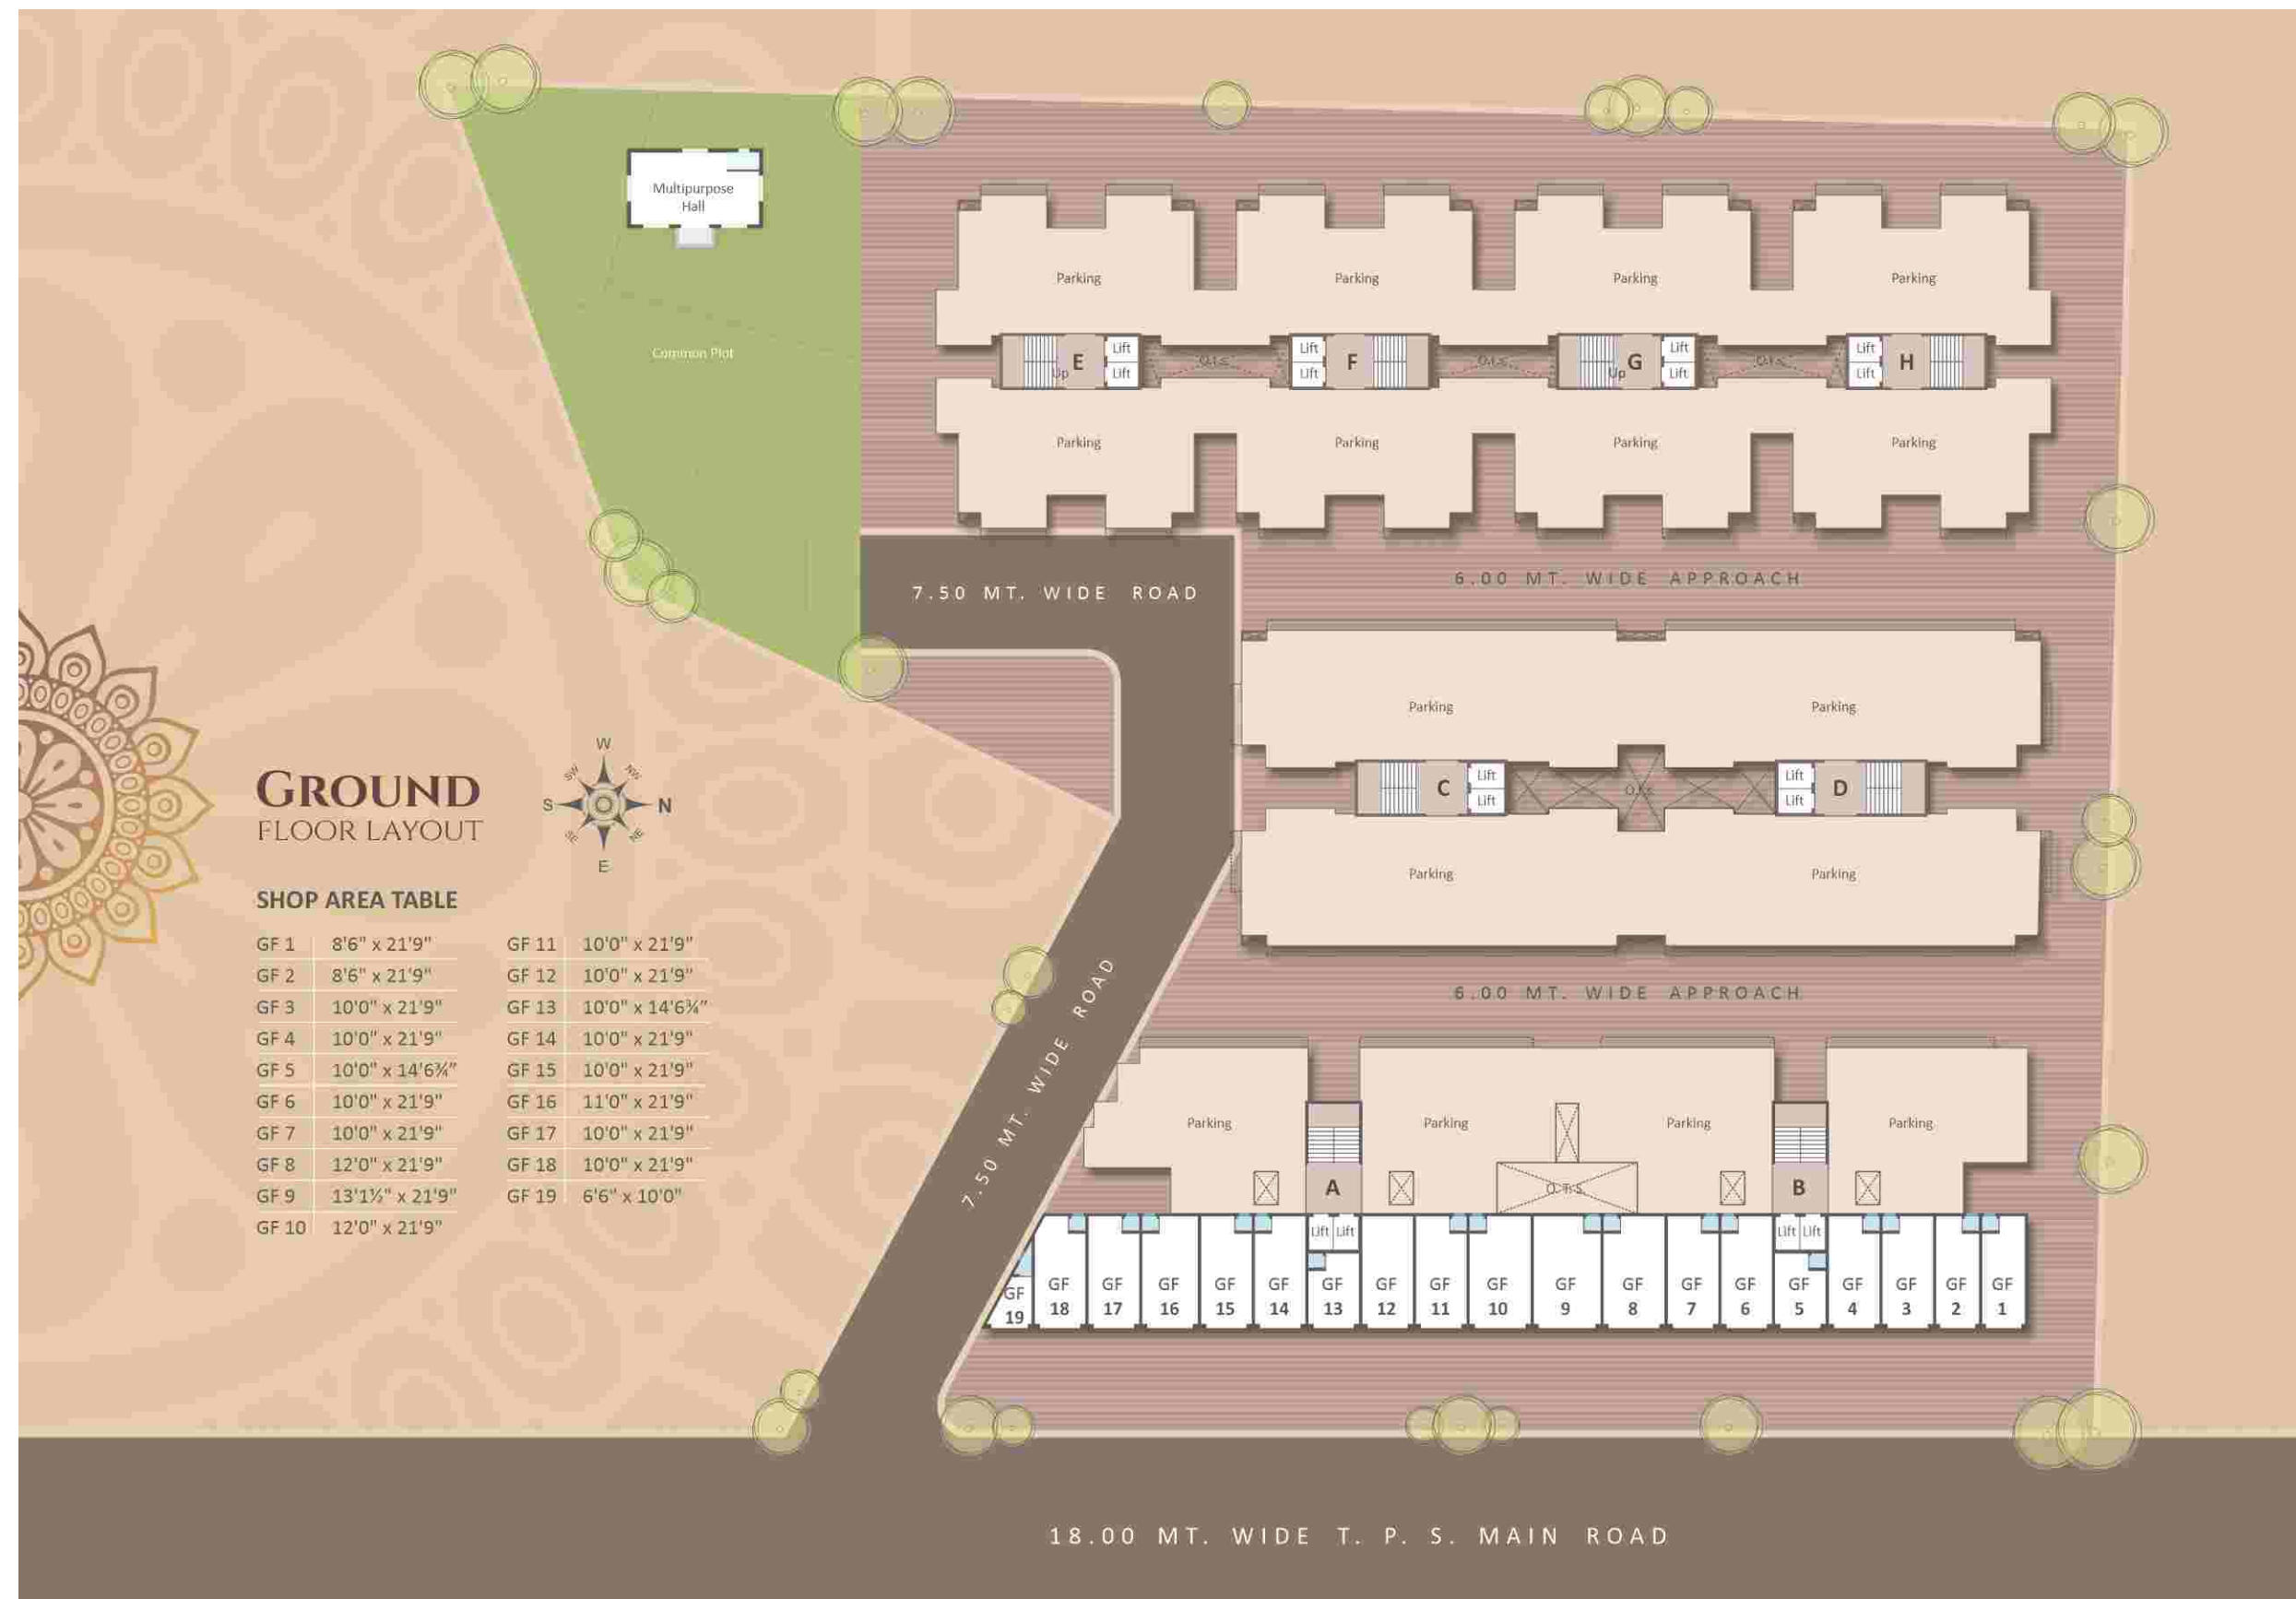 Multipurpose
Hall
Common Plot
Parking
Parking
Parking
Parking
E
Up
Lift
Lift
O.T.S.
Lift
Lift
F
O.T.S.
Up
G
Lift
Lift
O.T.S.
Lift
Lift
H
Parking
Parking
Parking
Parking
7.50 MT. WIDE ROAD
6.00 MT. WIDE APPROACH
Parking
Parking
C
Lift
Lift
O.T.S.
Lift
Lift
D
Parking
Parking
6.00 MT. WIDE APPROACH
7.50 MT. WIDE ROAD
Parking
Parking
Parking
Parking
A
O. T. S.
B
Lift Lift
Lift Lift
GF
19
GF
18
GF
17
GF
16
GF
15
GF
14
GF
13
GF
12
GF
11
GF
10
GF
9
GF
8
GF
7
GF
6
GF
5
GF
4
GF
3
GF
2
GF
1
GROUND
FLOOR LAYOUT
W
SW
NW
S
N
SE
NE
E
SHOP AREA TABLE
GF 1 8'6" x 21'9"
GF 2 8'6" x 21'9"
GF 3 10'0" x 21'9"
GF 4 10'0" x 21'9"
GF 5 10'0" x 14'6¾"
GF 6 10'0" x 21'9"
GF 7 10'0" x 21'9"
GF 8 12'0" x 21'9"
GF 9 13'1½" x 21'9"
GF 10 12'0" x 21'9"
GF 11 10'0" x 21'9"
GF 12 10'0" x 21'9"
GF 13 10'0" x 14'6¾"
GF 14 10'0" x 21'9"
GF 15 10'0" x 21'9"
GF 16 11'0" x 21'9"
GF 17 10'0" x 21'9"
GF 18 10'0" x 21'9"
GF 19 6'6" x 10'0"
18.00 MT. WIDE T. P. S. MAIN ROAD